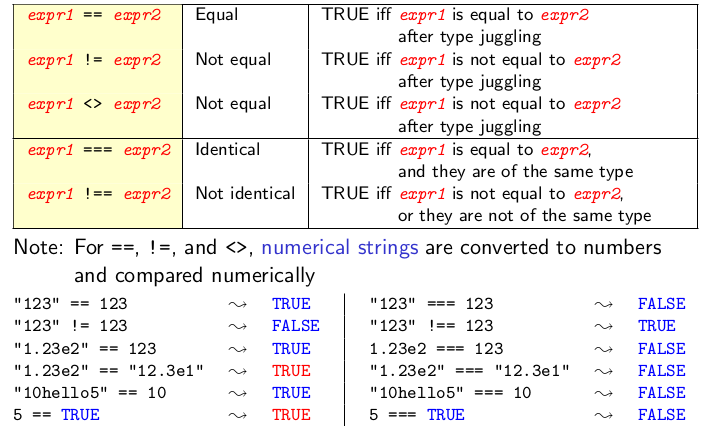 expr1 == expr2 Equal TRUE iff expr1 is equal to expr2
after type juggling
expr1 != expr2 Not equal TRUE iff expr1 is not equal to expr2
after type juggling
expr1 <> expr2 Not equal TRUE iff expr1 is not equal to expr2
after type juggling
expr1 === expr2 Identical TRUE iff expr1 is equal to expr2,
and they are of the same type
expr1 !== expr2 Not identical TRUE iff expr1 is not equal to expr2,
or they are not of the same type
Note: For ==, !=, and <>, numerical strings are converted to numbers
and compared numerically
"123" == 123 ⤳ TRUE "123" === 123 ⤳ FALSE
"123" != 123 ⤳ FALSE "123" !== 123 ⤳ TRUE
"1.23e2" == 123 ⤳ TRUE 1.23e2 === 123 ⤳ FALSE
"1.23e2" == "12.3e1" ⤳ TRUE "1.23e2" === "12.3e1" ⤳ FALSE
"10hello5" == 10 ⤳ TRUE "10hello5" === 10 ⤳ FALSE
5 == TRUE ⤳ TRUE 5 === TRUE ⤳ FALSE